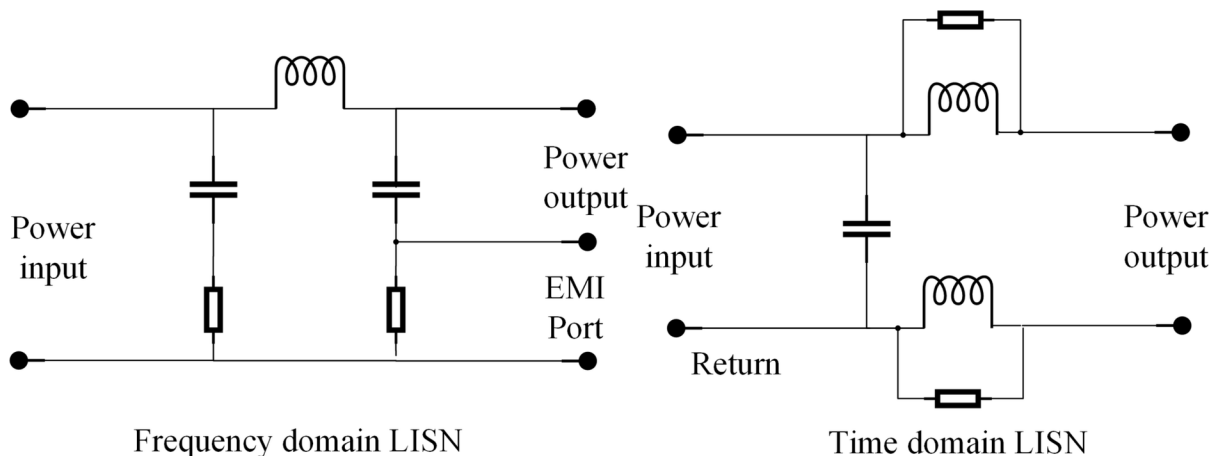 Power
input
Power
output
EMI
Port
Frequency domain LISN
Power
input
Return
Power
output
Time domain LISN